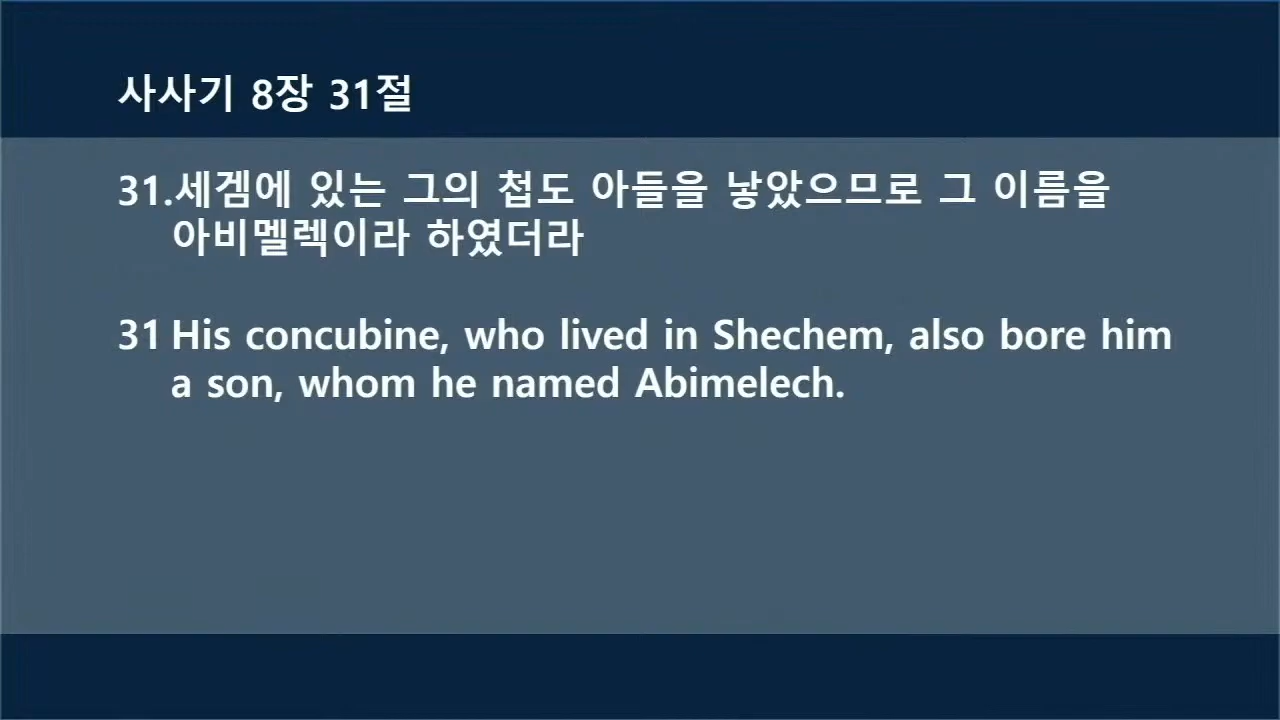 사사기 8장 31절
31.세겜에 있는 그의 첩도 아들을 낳았으므로 그 이름을
아비멜렉이라 하였더라
31 His concubine, who lived in Shechem, also bore him
a son, whom he named Abimelech.